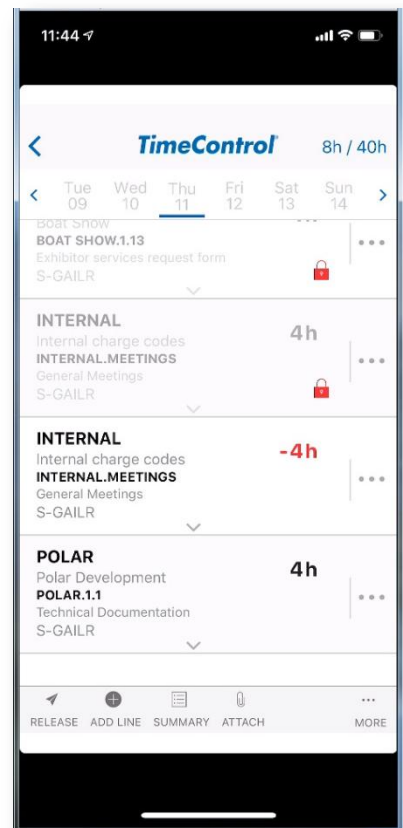 11:44
TimeControl
8h / 40h
Tue Wed Thu Fri Sat Sun
09 10 11 12 13 14
Boat Show
BOAT SHOW.1.13
Exhibitor services request form
S-GAILR
INTERNAL
Internal charge codes
4h
INTERNAL.MEETINGS
General Meetings
S-GAILR
INTERNAL
Internal charge codes
-4h
INTERNAL.MEETINGS
General Meetings
S-GAILR
POLAR
Polar Development
4h
POLAR.1.1
Technical Documentation
S-GAILR
RELEASE ADD LINE SUMMARY ATTACH MORE